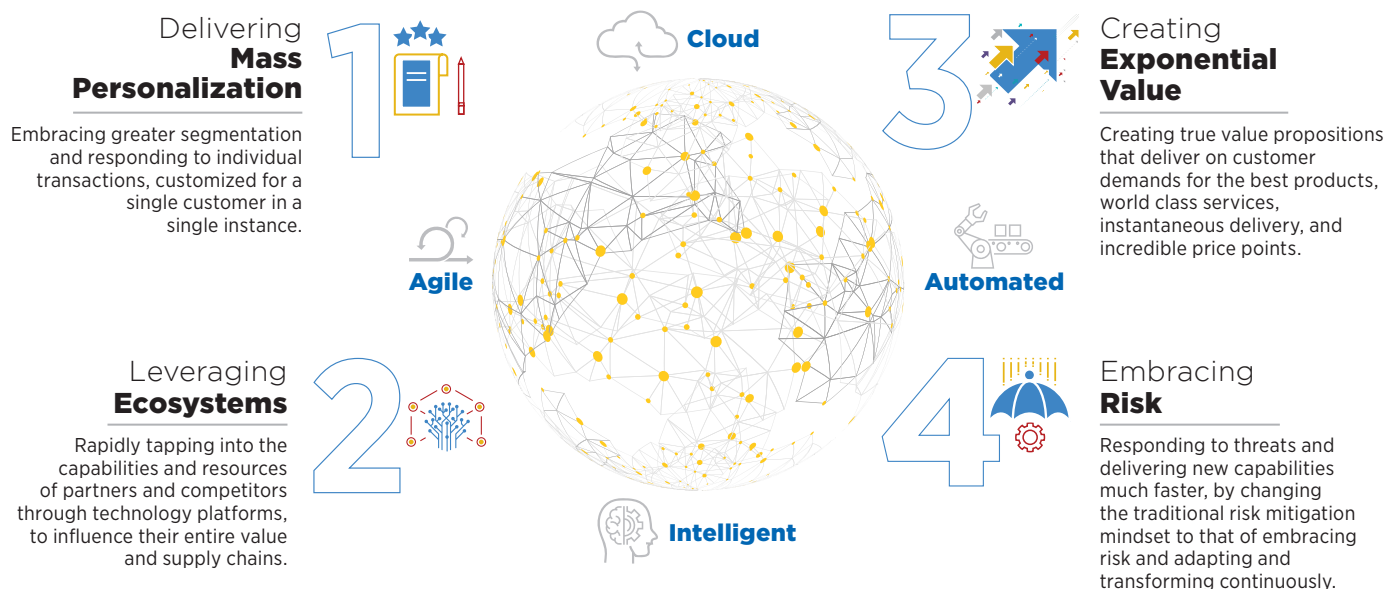 Delivering
Mass
Personalization
1
Embracing greater segmentation
and responding to individual
transactions, customized for a
single customer in a
single instance.
Cloud
3
Creating
Exponential
Value
Creating true value propositions
that deliver on customer
demands for the best products,
world class services,
instantaneous delivery, and
incredible price points.
Agile
Automated
Leveraging
Ecosystems
2
Rapidly tapping into the
capabilities and resources
of partners and competitors
through technology platforms,
to influence their entire value
and supply chains.
Intelligent
4
Embracing
Risk
Responding to threats and
delivering new capabilities
much faster, by changing
the traditional risk mitigation
mindset to that of embracing
risk and adapting and
transforming continuously.